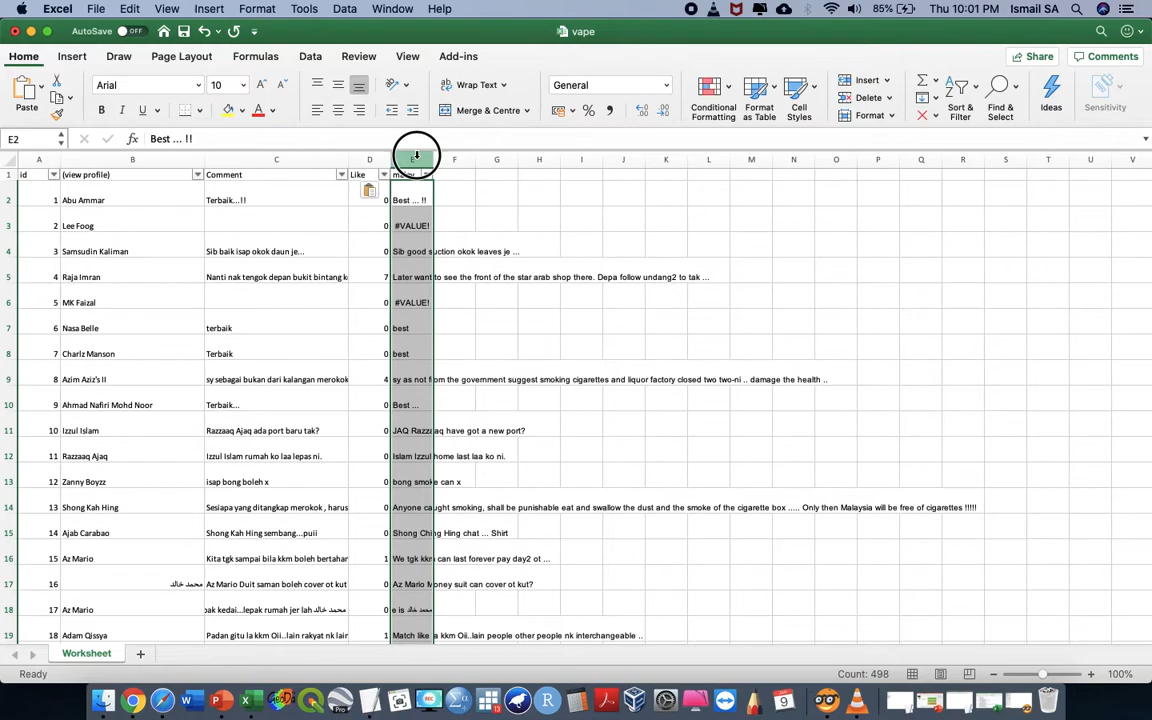 Excel File Edit View Insert Format Tools Data Window Help 85% Thu 10:01 PM Ismail SA
AutoSave OFF vape
Home Insert Draw Page Layout Formulas Data Review View Add-ins Share Comments
Paste Arial 10 Wrap Text General Conditional Formatting Format as Table Cell Styles Insert Sort & Filter Find & Select Ideas Sensitivity
B I U A Merge & Centre % Delete
Format
E2 fx Best ... !!
A B C D E F G H I J K L M N O P Q R S T U V
1 id (view profile) Comment Like
2 1 Abu Ammar Terbaik...!! 0 Best ... !!
3 2 Lee Foog 0 #VALUE!
4 3 Samsudin Kaliman Sib baik isap okok daun je... 0 Sib good suction okok leaves je ...
5 4 Raja Imran Nanti nak tengok depan bukit bintang k 7 Later want to see the front of the star arab shop there. Depa follow undang2 to tak ...
6 5 MK Faizal 0 #VALUE!
7 6 Nasa Belle terbaik 0 best
8 7 Charlz Manson Terbaik 0 best
9 8 Azim Aziz's II sy sebagai bukan dari kalangan merokok 4 sy as not from the government suggest smoking cigarettes and liquor factory closed two two-ni .. damage the health ..
10 9 Ahmad Nafiri Mohd Noor Terbaik... 0 Best ...
11 10 Izzul Islam Razzaaq Ajaq ada port baru tak? 0 JAQ Razzaaq have got a new port?
12 11 Razzaaq Ajaq Izzul Islam rumah ko laa lepas ni. 0 Islam Izzul home last laa ko ni.
13 12 Zanny Boyzz isap bong boleh x 0 bong smoke can x
14 13 Shong Kah Hing Sesiapa yang ditangkap merokok , harus 0 Anyone caught smoking, shall be punishable eat and swallow the dust and the smoke of the cigarette box ..... Only then Malaysia will be free of cigarettes !!!!!
15 14 Ajab Carabao Shong Kah Hing sembang...puii 0 Shong Ching Hing chat ... Shirt
16 15 Az Mario Kita tgk sampai bila kkm boleh bertahar 1 We tgk kkm can last forever pay day2 ot ...
17 16 محمد خالد Az Mario Duit saman boleh cover ot kut 0 Az Mario Money suit can cover ot kut?
18 17 Az Mario pak kedai...lepak rumah jer lah محمد خالد 0 e is محمد خالد
19 18 Adam Qissya Padan gitu la kkm Oii..lain rakyat nk lain 1 Match like la kkm Oii..lain people other people nk interchangeable ..
Worksheet
Ready Count: 498 100%